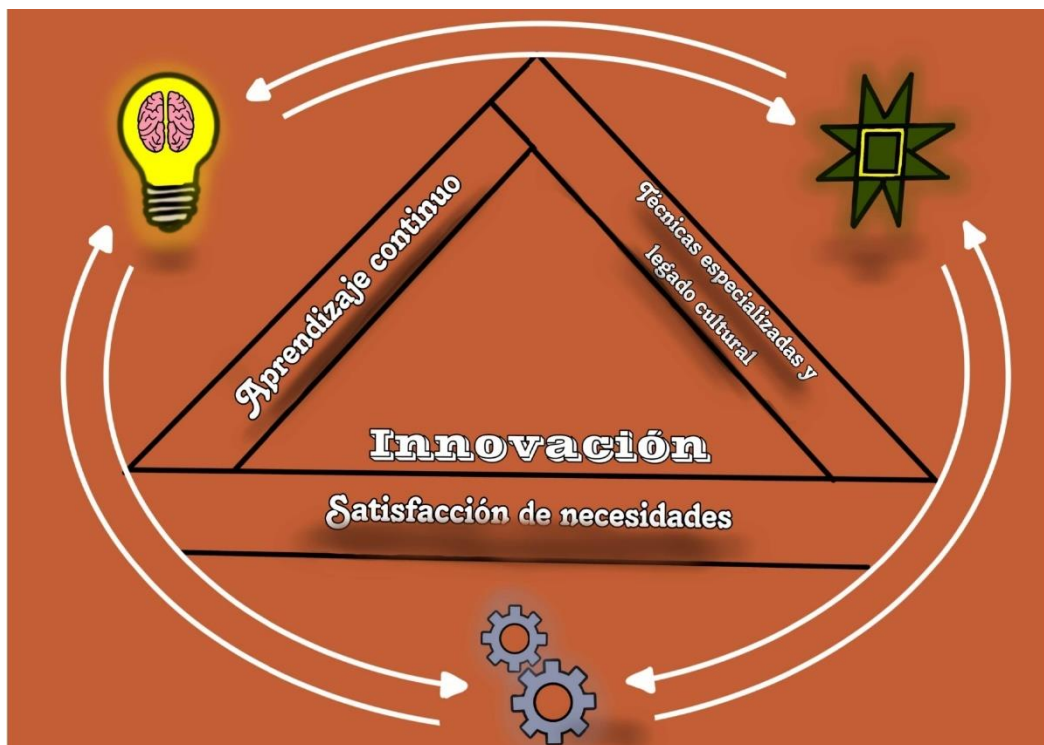 Aprendizaje continuo
Técnicas especializadas y
legado cultural
Innovación
Satisfacción de necesidades